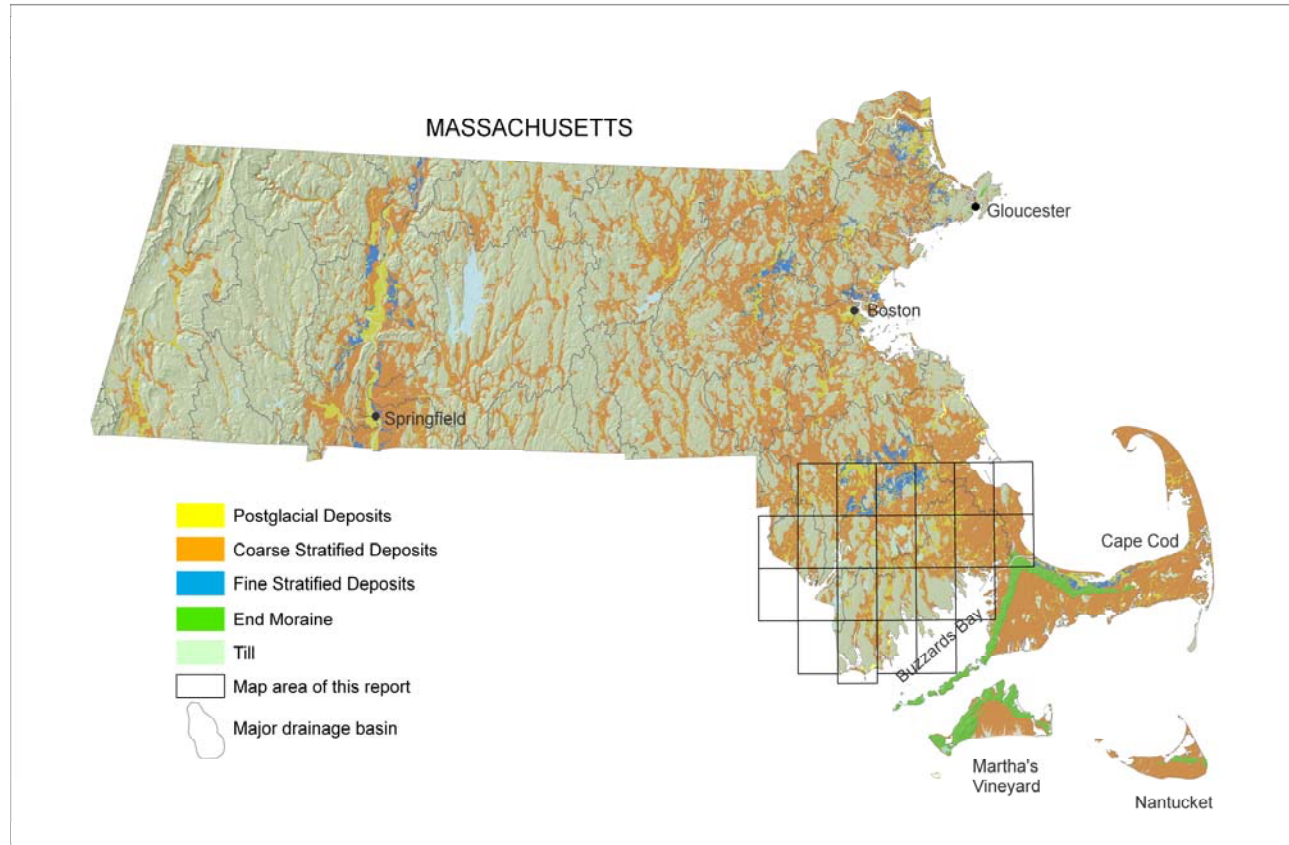 MASSACHUSETTS
Gloucester
Boston
Springfield
Cape Cod
Buzzards Bay
Martha's
Vineyard
Nantucket
Postglacial Deposits
Coarse Stratified Deposits
Fine Stratified Deposits
End Moraine
Till
Map area of this report
Major drainage basin